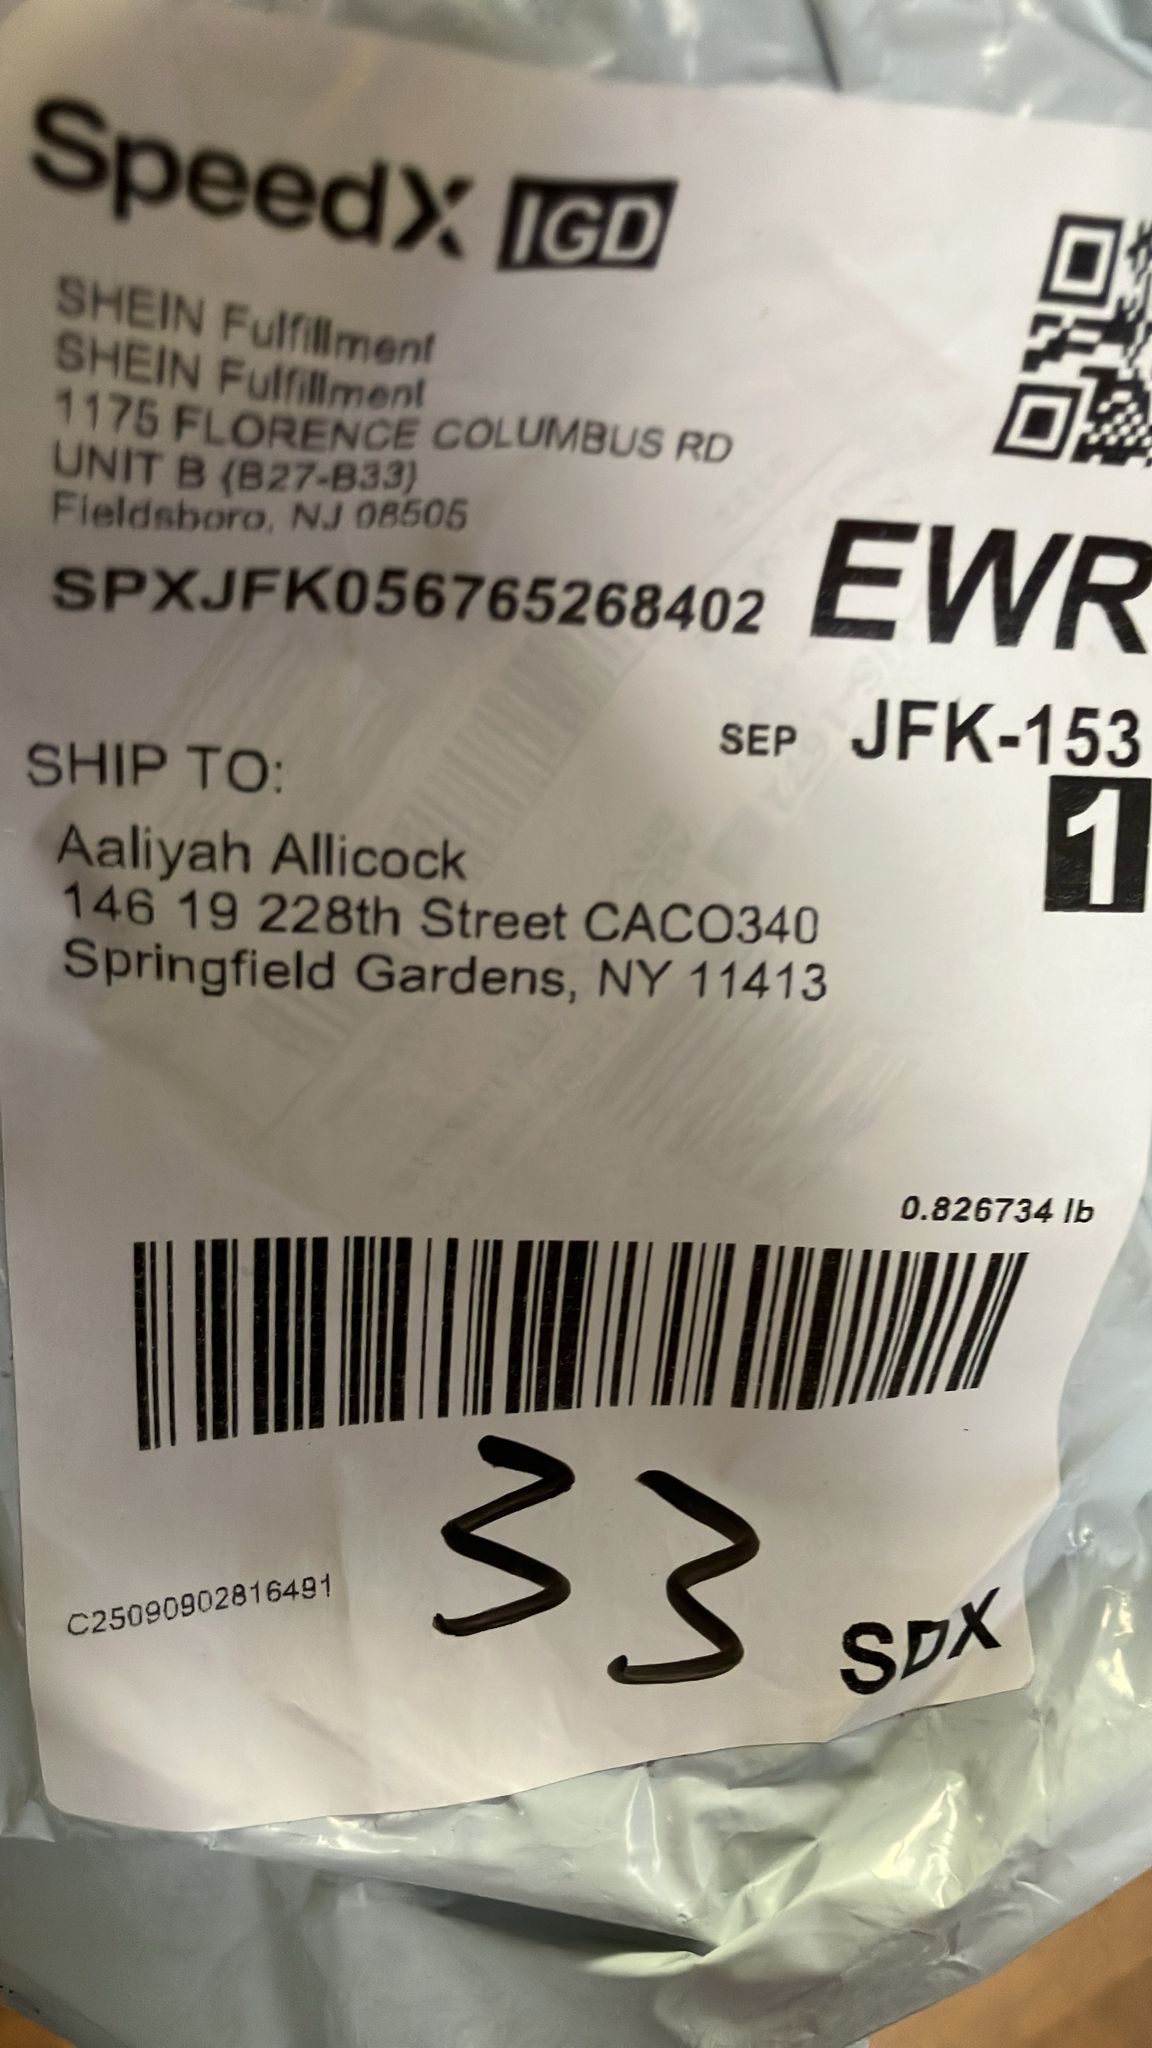 SpeedX IGD
SHEIN Fulfillment
SHEIN Fulfillment
1175 FLORENCE COLUMBUS RD
UNIT B (B27-B33)
Fieldsboro, NJ 08505
SPXJFK056765268402
EWR
SEP JFK-153
1
SHIP TO:
Aaliyah Allicock
146 19 228th Street CACO340
Springfield Gardens, NY 11413
0.826734 lb
33
C25090902816491
SDX